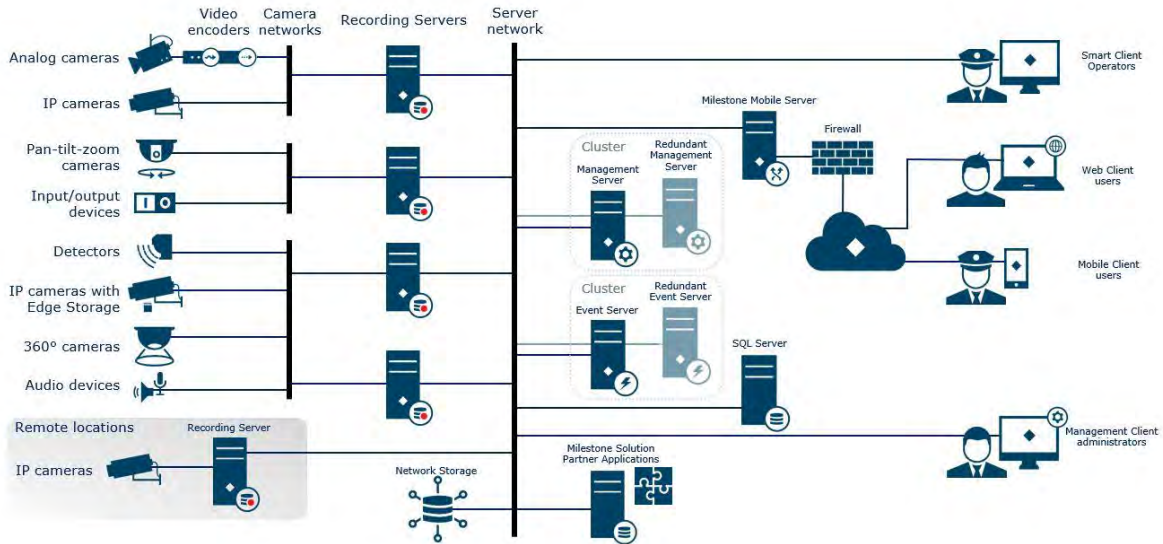 Video
encoders
Camera
networks
Recording Servers
Server
network
Analog cameras
IP cameras
Pan-tilt-zoom
cameras
Input/output
devices
Detectors
IP cameras with
Edge Storage
360° cameras
Audio devices
Remote locations
Recording Server
IP cameras
Network Storage
Smart Client
Operators
Milestone Mobile Server
Firewall
Cluster
Management
Server
Redundant
Management
Server
Web Client
users
Mobile Client
users
Cluster
Event Server
Redundant
Event Server
SQL Server
Management Client
administrators
Milestone Solution
Partner Applications